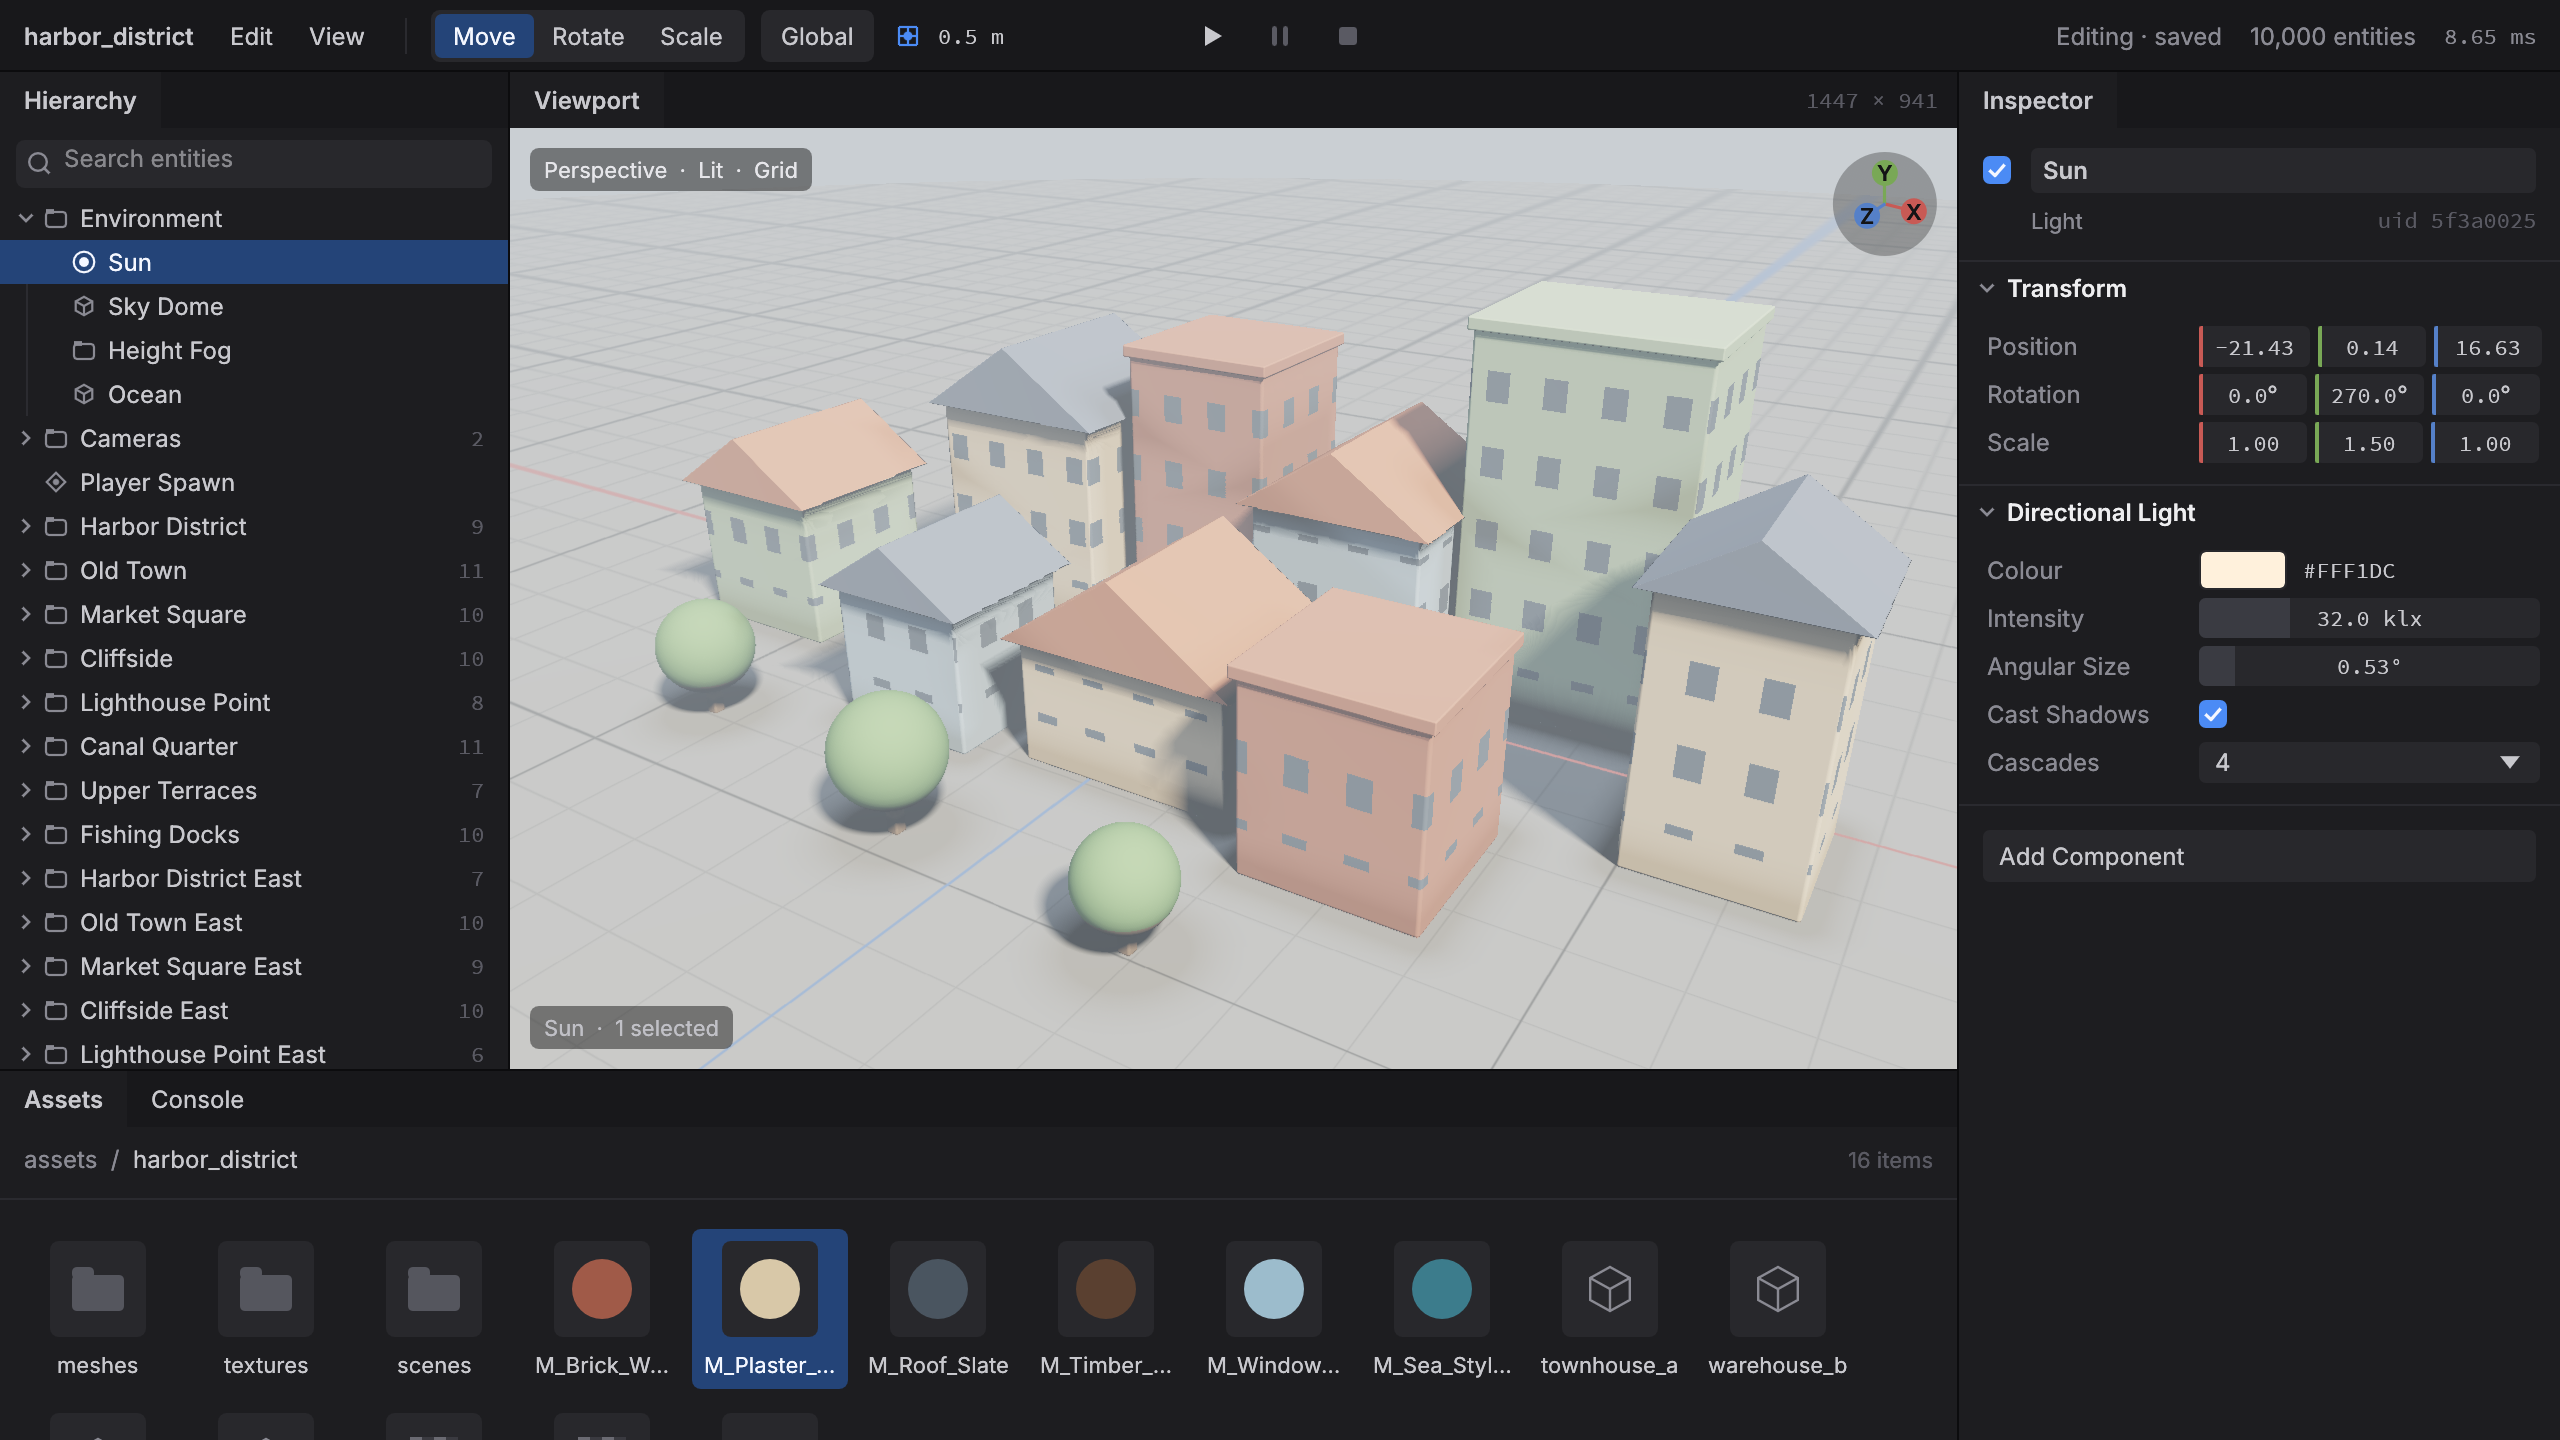 harbor_district Edit View Move Rotate Scale Global 0.5 m Editing · saved 10,000 entities 8.65 ms
Hierarchy
Search entities
Environment
Sun
Sky Dome
Height Fog
Ocean
Cameras 2
Player Spawn
Harbor District 9
Old Town 11
Market Square 10
Cliffside 10
Lighthouse Point 8
Canal Quarter 11
Upper Terraces 7
Fishing Docks 10
Harbor District East 7
Old Town East 10
Market Square East 9
Cliffside East 10
Lighthouse Point East 6
Viewport 1447 × 941
Perspective · Lit · Grid
Y
Z X
Sun · 1 selected
Inspector
Sun
Light uid 5f3a0025
Transform
Position −21.43 0.14 16.63
Rotation 0.0° 270.0° 0.0°
Scale 1.00 1.50 1.00
Directional Light
Colour #FFF1DC
Intensity 32.0 klx
Angular Size 0.53°
Cast Shadows
Cascades 4
Add Component
Assets Console
assets / harbor_district 16 items
meshes textures scenes M_Brick_W... M_Plaster_... M_Roof_Slate M_Timber_... M_Window... M_Sea_Styl... townhouse_a warehouse_b